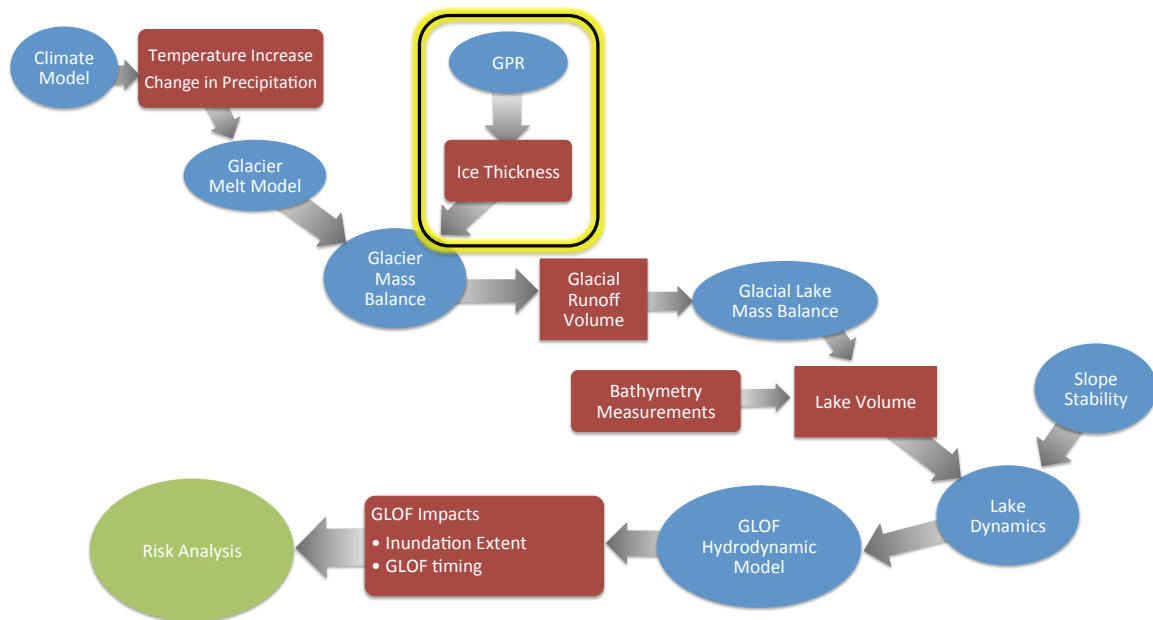 Climate
Model
Temperature Increase
Change in Precipitation
GPR
Glacier
Melt Model
Ice Thickness
Glacier
Mass
Balance
Glacial
Runoff
Volume
Glacial Lake
Mass Balance
Bathymetry
Measurements
Lake Volume
Slope
Stability
Lake
Dynamics
GLOF
Hydrodynamic
Model
GLOF Impacts
• Inundation Extent
• GLOF timing
Risk Analysis